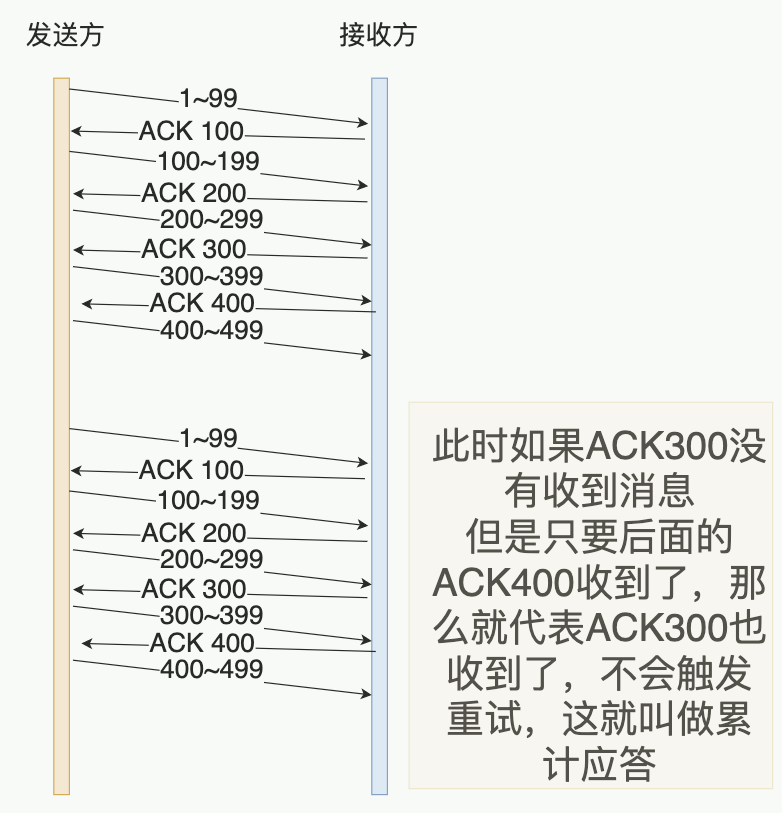 发送方
接收方
1~99
ACK 100
100~199
ACK 200
200~299
ACK 300
300~399
ACK 400
400~499
1~99
ACK 100
100~199
ACK 200
200~299
ACK 300
300~399
ACK 400
400~499
此时如果ACK300没
有收到消息
但是只要后面的
ACK400收到了，那
么就代表ACK300也
收到了，不会触发
重试，这就叫做累
计应答